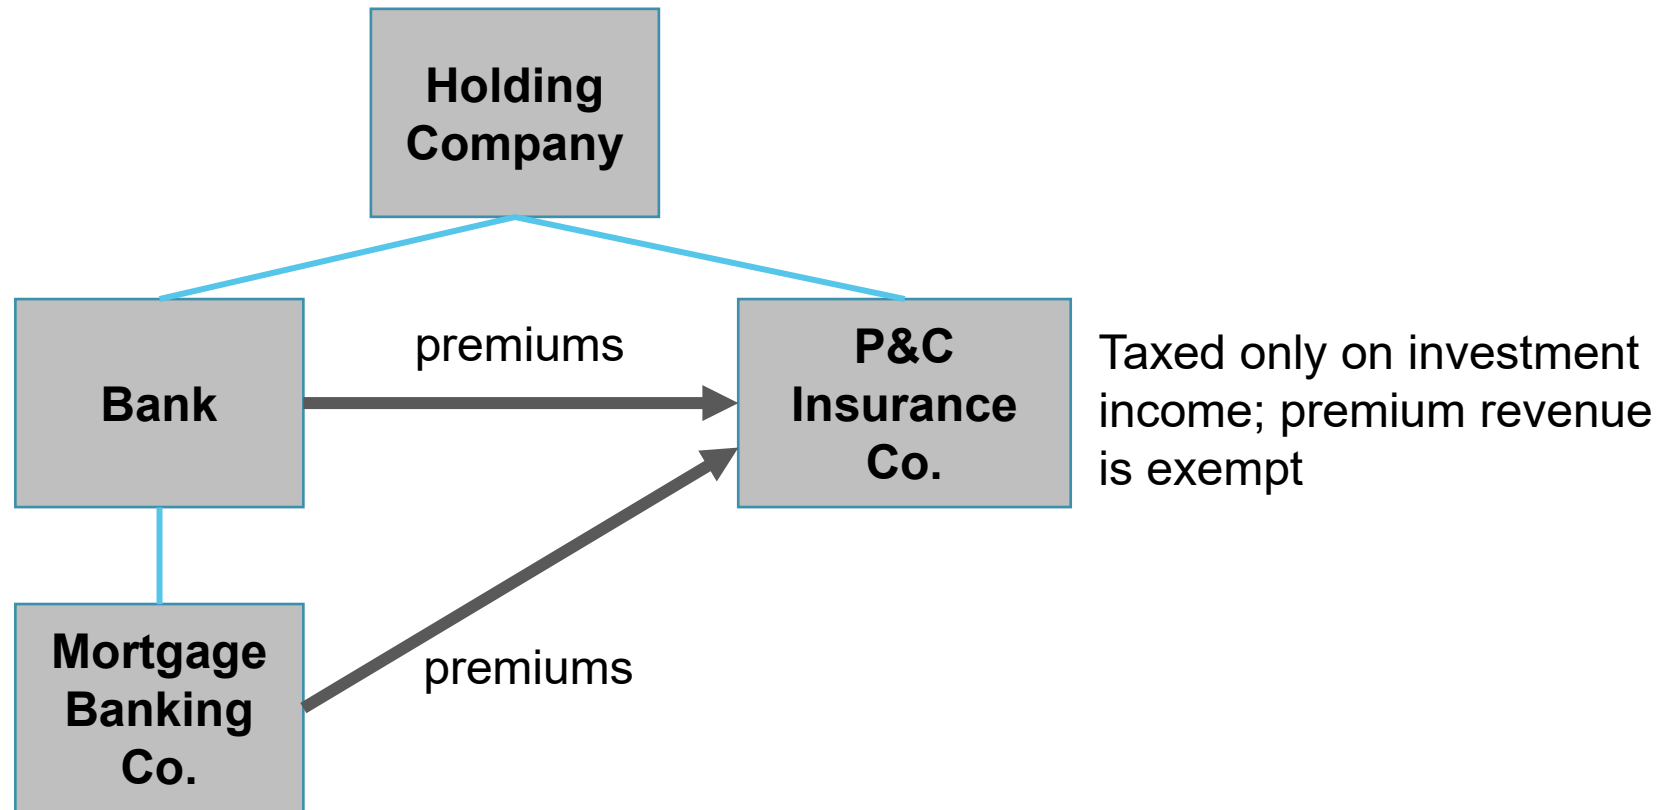 Holding
Company
premiums
Bank
P&C
Insurance
Co.
Taxed only on investment
income; premium revenue
is exempt
Mortgage
Banking
Co.
premiums